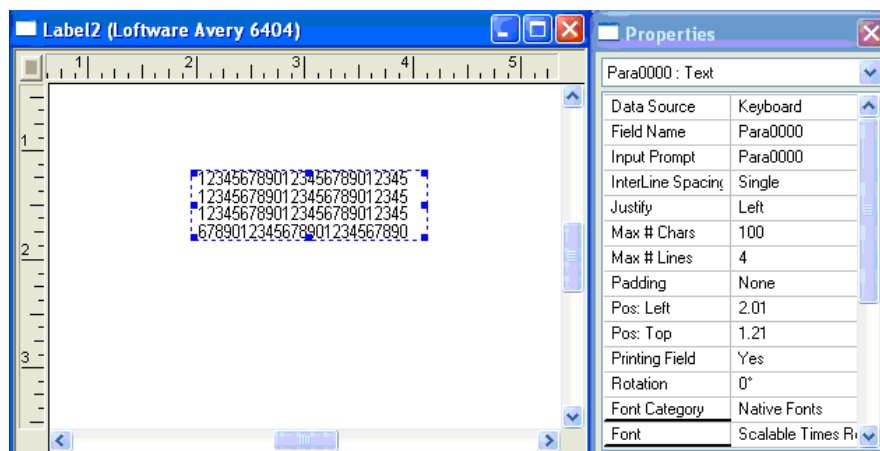 Label2 (Loftware Avery 6404)
1 2 3 4 5
1
2
3
1234567890123456789012345
1234567890123456789012345
1234567890123456789012345
6789012345678901234567890
Properties
Para0000 : Text
Data Source Keyboard
Field Name Para0000
Input Prompt Para0000
InterLine Spacing Single
Justify Left
Max # Chars 100
Max # Lines 4
Padding None
Pos: Left 2.01
Pos: Top 1.21
Printing Field Yes
Rotation 0°
Font Category Native Fonts
Font Scalable Times